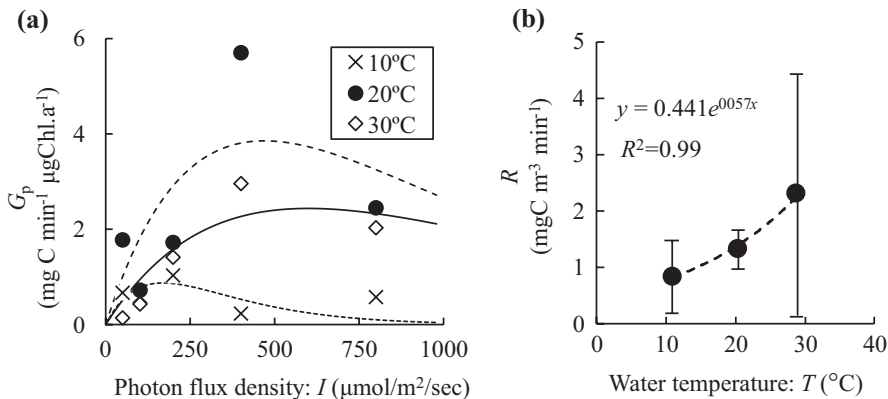 (a)
G_p
(mg C min⁻¹ µgChl.a⁻¹)
8
6
4
2
0
×10ºC
●20ºC
◇30ºC
0 250 500 750 1000
Photon flux density: I (µmol/m²/sec)
(b)
R
(mgC m⁻³ min⁻¹)
5
4
3
2
1
0
y = 0.441e⁰⁰⁵⁷ˣ
R²=0.99
0 10 20 30 40
Water temperature: T (°C)